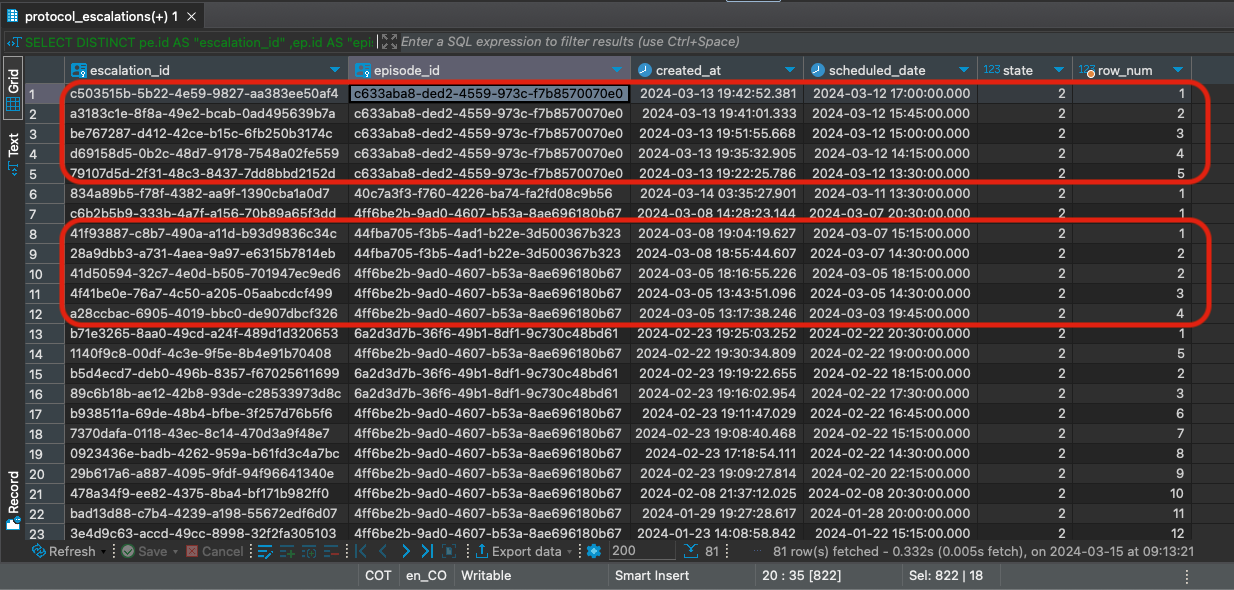 protocol_escalations(+) 1 ×
SELECT DISTINCT pe.id AS "escalation_id" ,ep.id AS "epi: Enter a SQL expression to filter results (use Ctrl+Space)
Grid
Text
Record
escalation_id episode_id created_at scheduled_date 123 state 123 row_num
1 c503515b-5b22-4e59-9827-aa383ee50af4 c633aba8-ded2-4559-973c-f7b8570070e0 2024-03-13 19:42:52.381 2024-03-12 17:00:00.000 2 1
2 a3183c1e-8f8a-49e2-bcab-0ad495639b7a c633aba8-ded2-4559-973c-f7b8570070e0 2024-03-13 19:41:01.333 2024-03-12 15:45:00.000 2 2
3 be767287-d412-42ce-b15c-6fb250b3174c c633aba8-ded2-4559-973c-f7b8570070e0 2024-03-13 19:51:55.668 2024-03-12 15:00:00.000 2 3
4 d69158d5-0b2c-48d7-9178-7548a02fe559 c633aba8-ded2-4559-973c-f7b8570070e0 2024-03-13 19:35:32.905 2024-03-12 14:15:00.000 2 4
5 79107d5d-2f31-48c3-8437-7dd8bbd2152d c633aba8-ded2-4559-973c-f7b8570070e0 2024-03-13 19:22:25.786 2024-03-12 13:30:00.000 2 5
6 834a89b5-f78f-4382-aa9f-1390cba1a0d7 40c7a3f3-f760-4226-ba74-fa2fd08c9b56 2024-03-14 03:35:27.901 2024-03-11 13:30:00.000 2 1
7 c6b2b5b9-333b-4a7f-a156-70b89a65f3dd 4ff6be2b-9ad0-4607-b53a-8ae696180b67 2024-03-08 14:28:23.144 2024-03-07 20:30:00.000 2 1
8 41f93887-c8b7-490a-a11d-b93d9836c34c 44fba705-f3b5-4ad1-b22e-3d500367b323 2024-03-08 19:04:19.627 2024-03-07 15:15:00.000 2 1
9 28a9dbb3-a731-4aea-9a97-e6315b7814eb 44fba705-f3b5-4ad1-b22e-3d500367b323 2024-03-08 18:55:44.607 2024-03-07 14:30:00.000 2 2
10 41d50594-32c7-4e0d-b505-701947ec9ed6 4ff6be2b-9ad0-4607-b53a-8ae696180b67 2024-03-05 18:16:55.226 2024-03-05 18:15:00.000 2 2
11 4f41be0e-76a7-4c50-a205-05aabcdcf499 4ff6be2b-9ad0-4607-b53a-8ae696180b67 2024-03-05 13:43:51.096 2024-03-05 14:30:00.000 2 3
12 a28ccbac-6905-4019-bbc0-de907dbcf326 4ff6be2b-9ad0-4607-b53a-8ae696180b67 2024-03-05 13:17:38.246 2024-03-03 19:45:00.000 2 4
13 b71e3265-8aa0-49cd-a24f-489d1d320653 6a2d3d7b-36f6-49b1-8df1-9c730c48bd61 2024-02-22 19:25:03.252 2024-02-22 20:30:00.000 2 1
14 1140f9c8-00df-4c3e-9f5e-8b4e91b70408 4ff6be2b-9ad0-4607-b53a-8ae696180b67 2024-02-22 19:30:34.809 2024-02-22 19:00:00.000 2 5
15 b5d4ecd7-deb0-496b-8357-f67025611699 6a2d3d7b-36f6-49b1-8df1-9c730c48bd61 2024-02-22 19:19:22.655 2024-02-22 18:15:00.000 2 2
16 89c6b18b-ae12-42b8-93de-c28533973d8c 6a2d3d7b-36f6-49b1-8df1-9c730c48bd61 2024-02-22 19:16:02.954 2024-02-22 17:30:00.000 2 3
17 b938511a-69de-48b4-bfbe-3f257d76b5f6 4ff6be2b-9ad0-4607-b53a-8ae696180b67 2024-02-23 19:11:47.029 2024-02-22 16:45:00.000 2 6
18 7370dafa-0118-43ec-8c14-470d3a9f48e7 4ff6be2b-9ad0-4607-b53a-8ae696180b67 2024-02-23 19:08:40.468 2024-02-22 15:15:00.000 2 7
19 0923436e-badb-4262-959a-b61fd3c4a7bc 4ff6be2b-9ad0-4607-b53a-8ae696180b67 2024-02-23 17:18:54.111 2024-02-22 14:30:00.000 2 8
20 29b617a6-a887-4095-9fdf-94f96641340e 4ff6be2b-9ad0-4607-b53a-8ae696180b67 2024-02-23 19:09:27.814 2024-02-20 22:15:00.000 2 9
21 478a34f9-ee82-4375-8ba4-bf171b982ff0 4ff6be2b-9ad0-4607-b53a-8ae696180b67 2024-02-08 21:37:12.025 2024-02-08 20:30:00.000 2 10
22 bad13d88-c7b4-4239-a198-55672edf6d07 4ff6be2b-9ad0-4607-b53a-8ae696180b67 2024-01-29 19:27:28.617 2024-01-28 20:00:00.000 2 11
23 3e4d9c63-accd-49cc-8998-32f2fa305103 4ff6be2b-9ad0-4607-b53a-8ae696180b67 2024-01-23 14:08:58.842 2024-01-23 13:30:00.000 2 12
Refresh Save Cancel Export data 200 81 81 row(s) fetched - 0.332s (0.005s fetch), on 2024-03-15 at 09:13:21
COT en_CO Writable Smart Insert 20 : 35 [822] Sel: 822 | 18